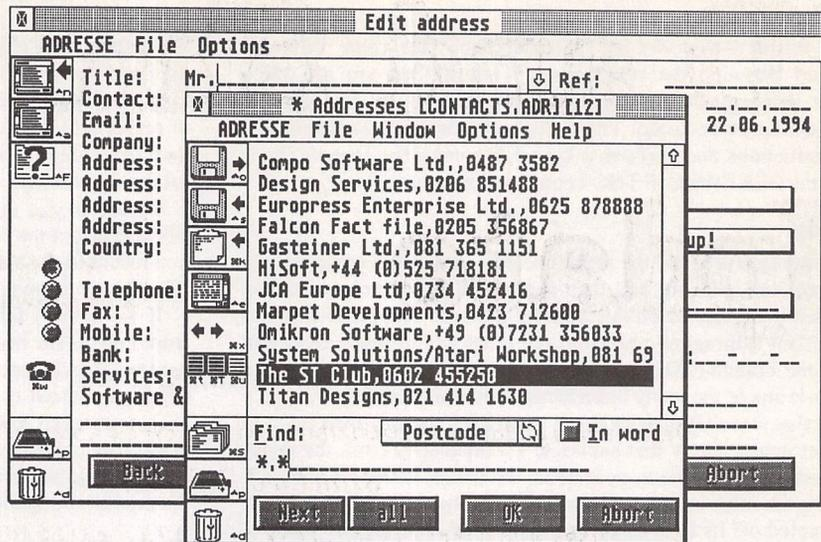 Edit address
ADRESSE File Options
Title: Mr. Ref:
Contact:
Email:
Company:
Address:
Address:
Address:
Address:
Country:
Telephone:
Fax:
Mobile:
Bank:
Services:
Software &
22.06.1994
up!
Back
Abort
* Addresses [CONTACTS.ADR][12]
ADRESSE File Window Options Help
Compo Software Ltd.,0487 3582
Design Services,0206 851488
Europress Enterprise Ltd.,0625 878888
Falcon Fact file,0205 356867
Gasteiner Ltd.,081 365 1151
HiSoft,+44 (0)525 718181
JCA Europe Ltd,0734 452416
Marpet Developments,0423 712600
Omikron Software,+49 (0)7231 356033
System Solutions/Atari Workshop,081 69
The ST Club,0602 455250
Titan Designs,021 414 1630
Find: Postcode In word
*.*
Next all OK Abort